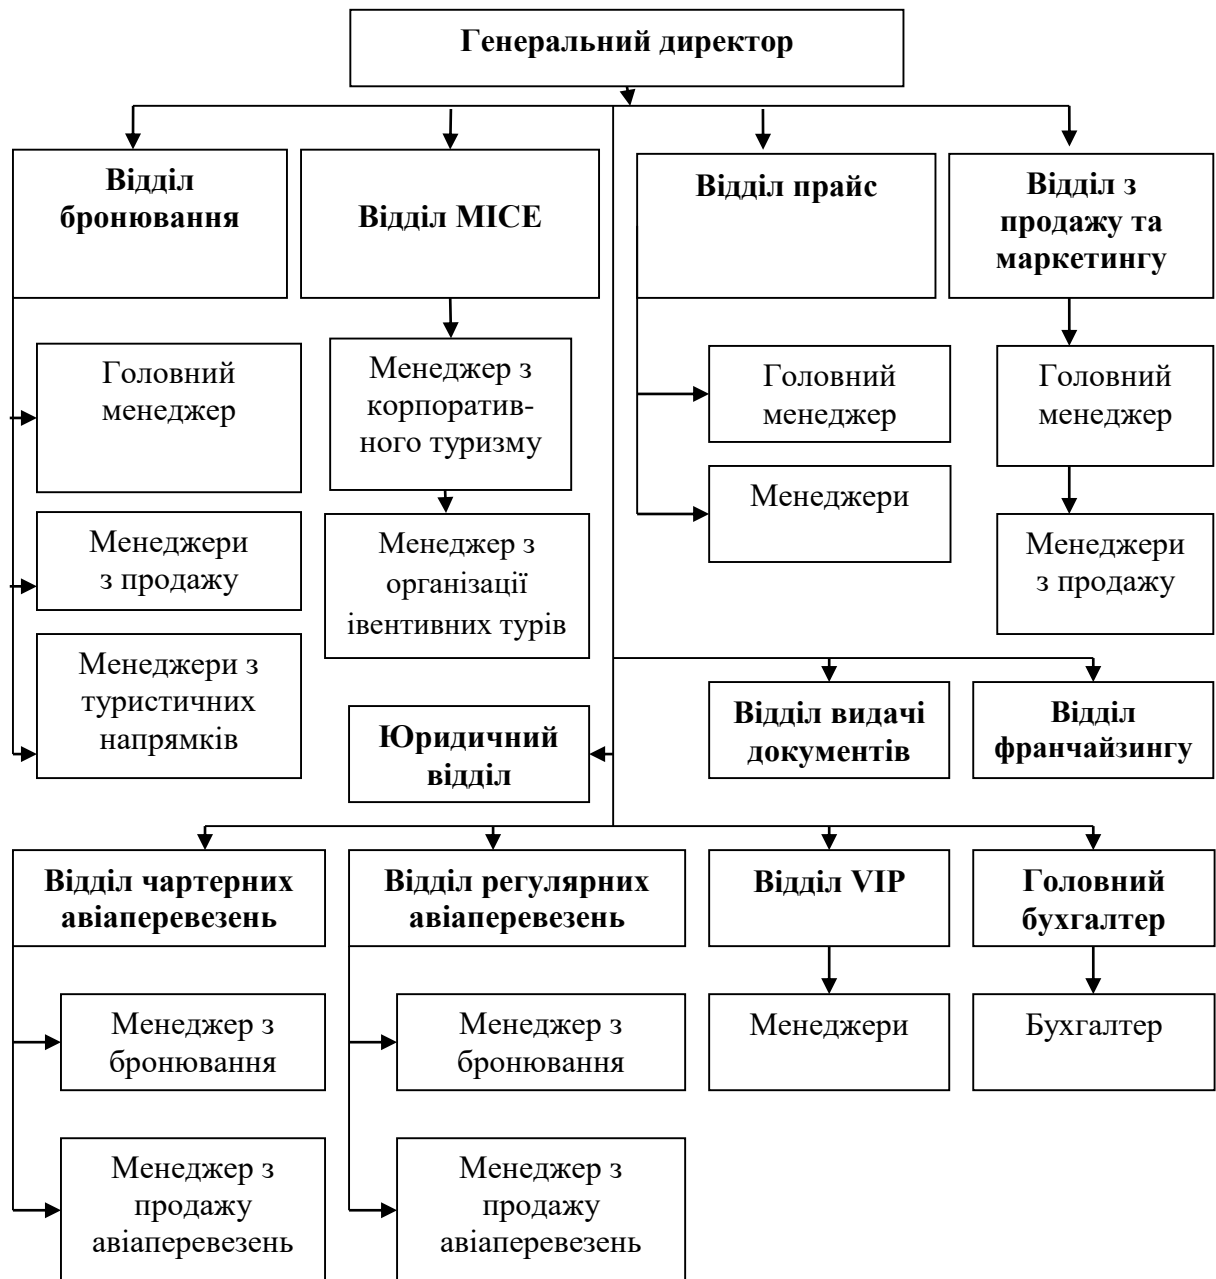 Генеральний директор
Відділ
бронювання
Відділ MICE
Відділ прайс
Відділ з
продажу та
маркетингу
Головний
менеджер
Менеджер з
корпоратив-
ного туризму
Головний
менеджер
Головний
менеджер
Менеджери
з продажу
Менеджер з
організації
івентивних турів
Менеджери
Менеджери
з продажу
Менеджери з
туристичних
напрямків
Юридичний
відділ
Відділ видачі
документів
Відділ
франчайзингу
Відділ чартерних
авіаперевезень
Відділ регулярних
авіаперевезень
Відділ VIP
Головний
бухгалтер
Менеджер з
бронювання
Менеджер з
бронювання
Менеджери
Бухгалтер
Менеджер з
продажу
авіаперевезень
Менеджер з
продажу
авіаперевезень